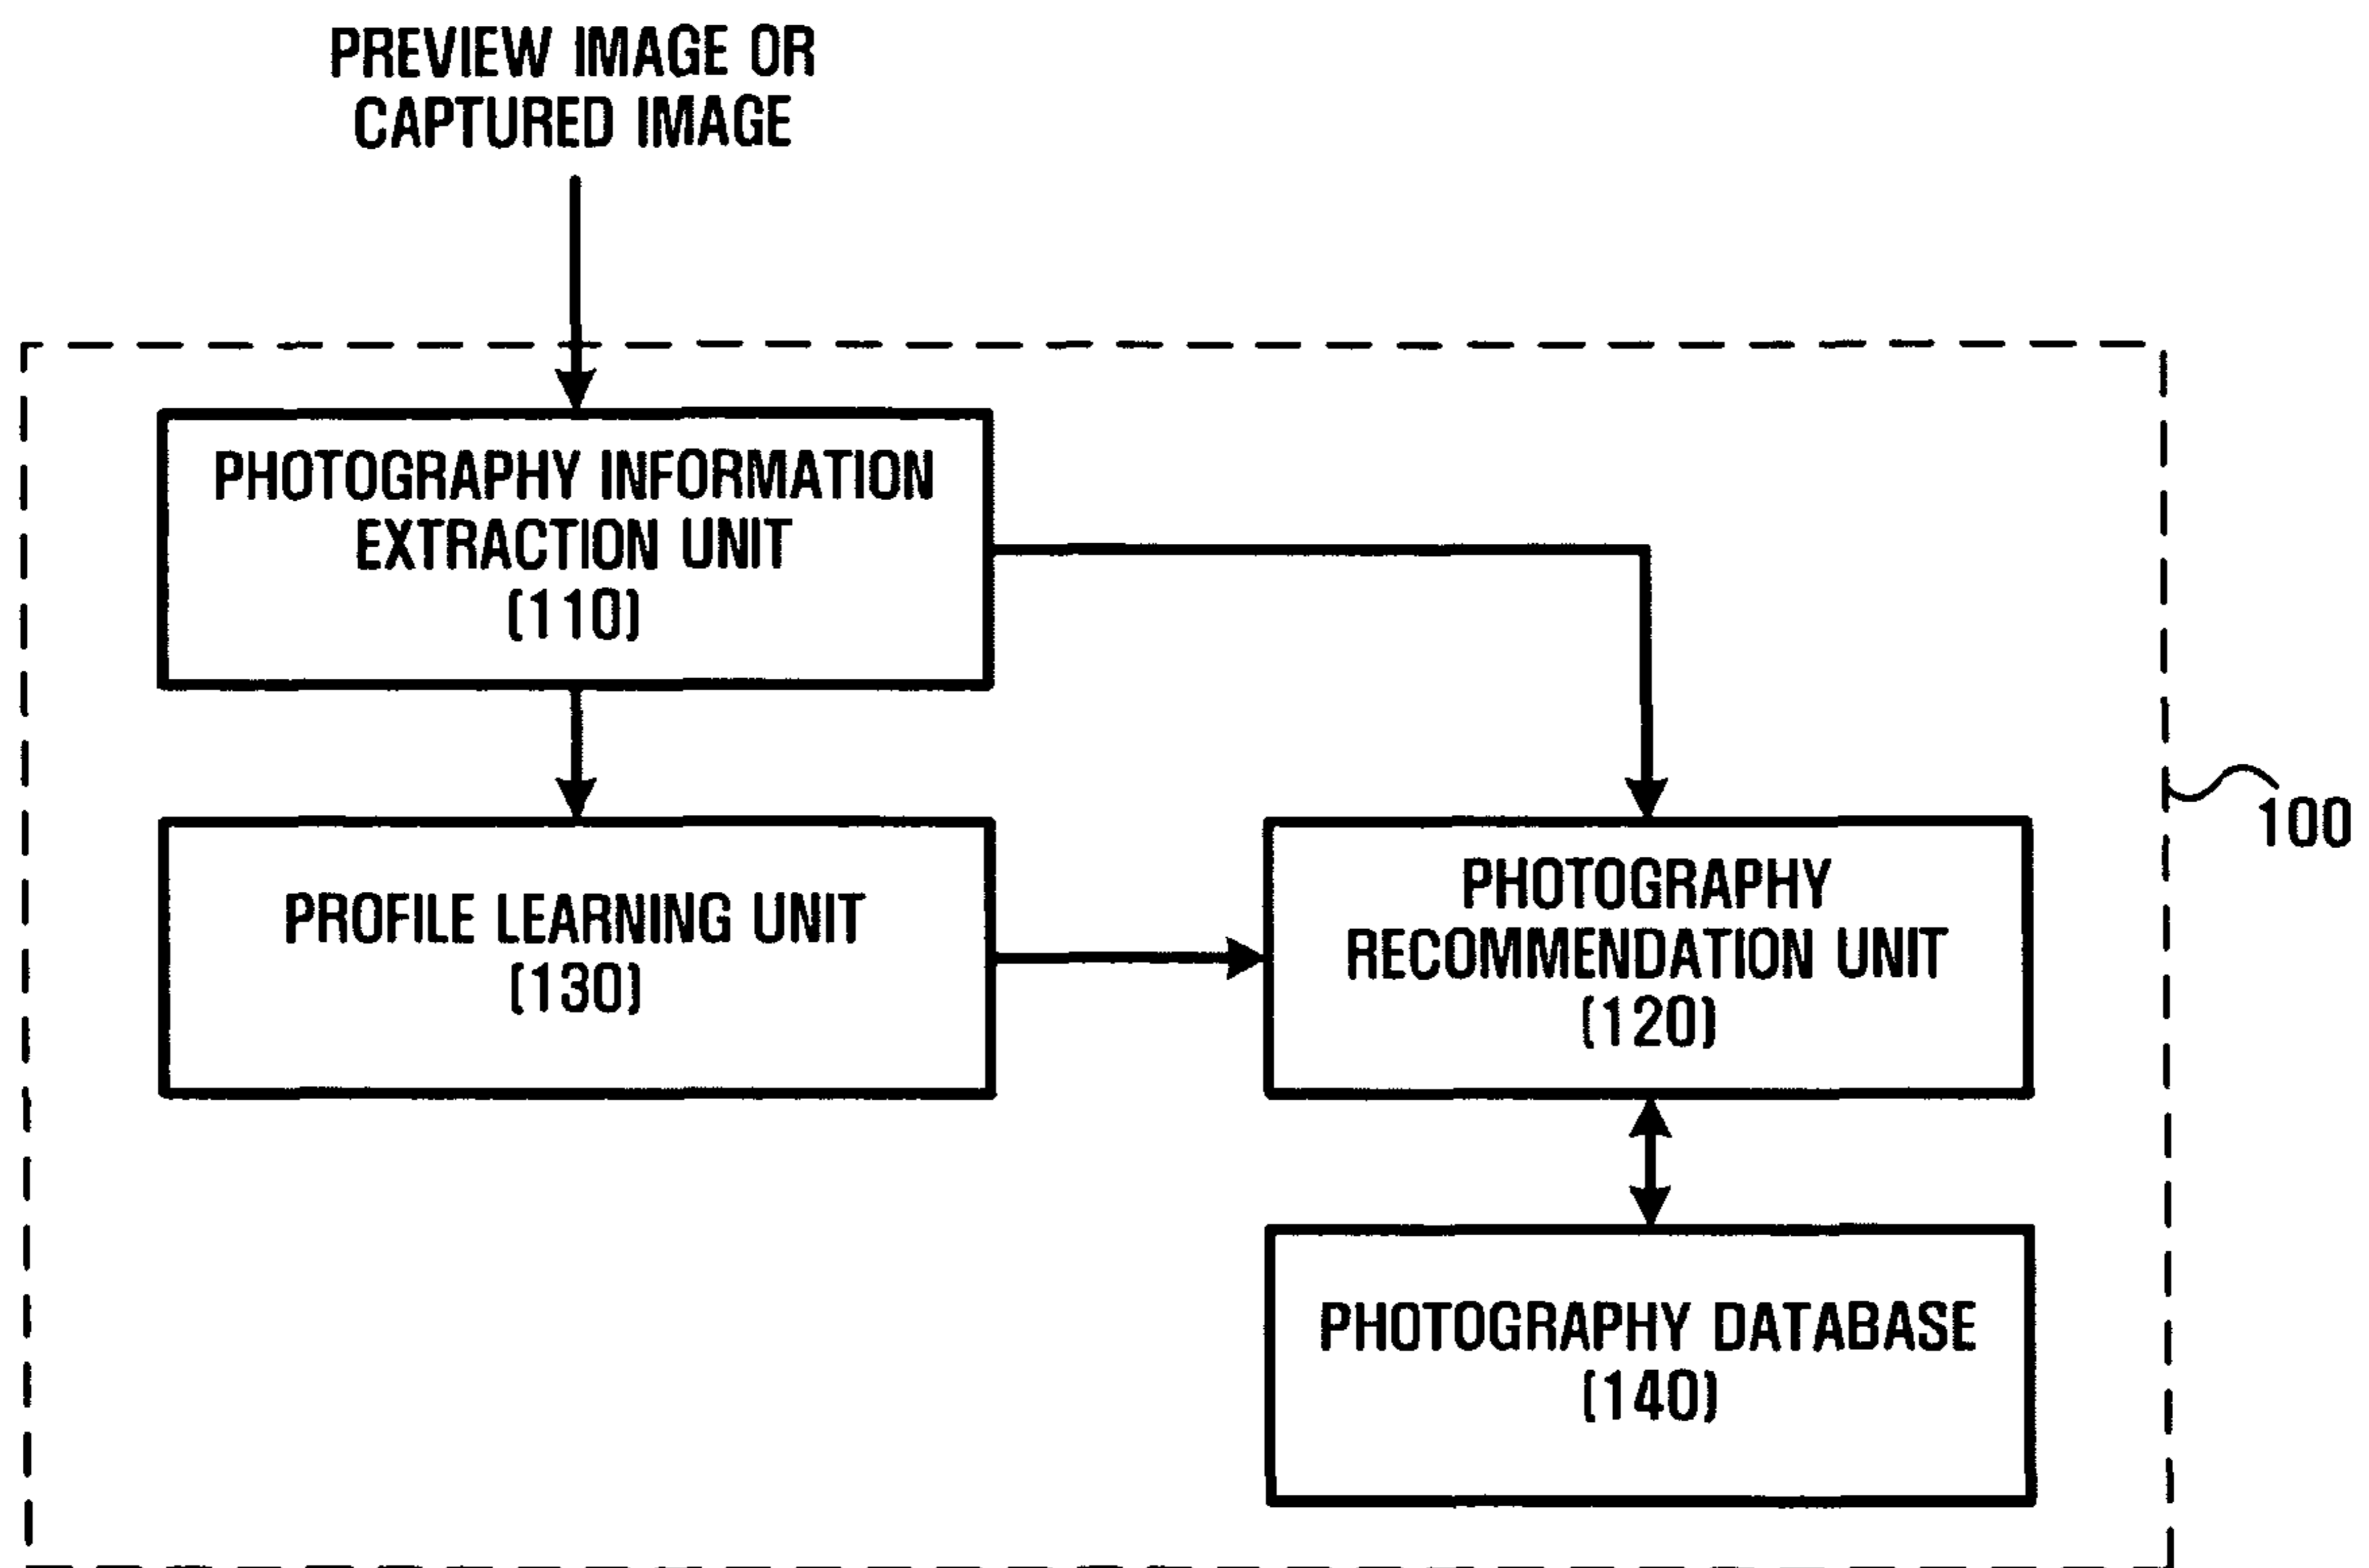 PREVIEW IMAGE OR
CAPTURED IMAGE
PHOTOGRAPHY INFORMATION
EXTRACTION UNIT
(110)
PROFILE LEARNING UNIT
(130)
PHOTOGRAPHY
RECOMMENDATION UNIT
(120)
100
PHOTOGRAPHY DATABASE
(140)